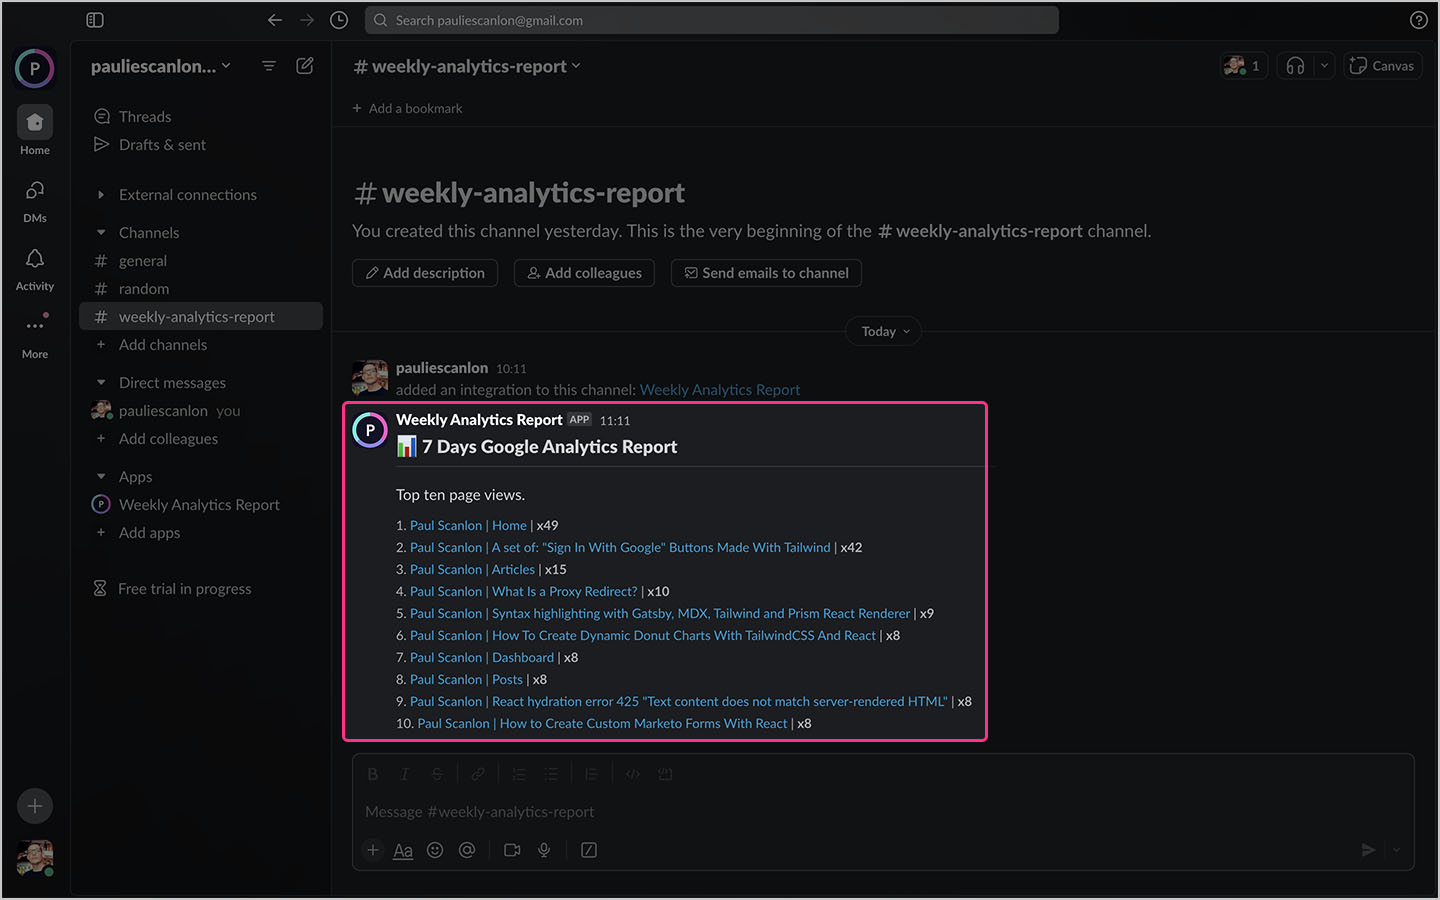 Search pauliescanlon@gmail.com
P
pauliescanlon...
# weekly-analytics-report
1
Canvas
+ Add a bookmark
Home
DMs
Activity
More
Threads
Drafts & sent
External connections
Channels
# general
# random
# weekly-analytics-report
+ Add channels
Direct messages
pauliescanlon you
+ Add colleagues
Apps
P Weekly Analytics Report
+ Add apps
Free trial in progress
# weekly-analytics-report
You created this channel yesterday. This is the very beginning of the # weekly-analytics-report channel.
Add description
Add colleagues
Send emails to channel
Today
pauliescanlon 10:11
added an integration to this channel: Weekly Analytics Report
P
Weekly Analytics Report APP 11:11
7 Days Google Analytics Report
Top ten page views.
1. Paul Scanlon | Home | x49
2. Paul Scanlon | A set of: "Sign In With Google" Buttons Made With Tailwind | x42
3. Paul Scanlon | Articles | x15
4. Paul Scanlon | What Is a Proxy Redirect? | x10
5. Paul Scanlon | Syntax highlighting with Gatsby, MDX, Tailwind and Prism React Renderer | x9
6. Paul Scanlon | How To Create Dynamic Donut Charts With TailwindCSS And React | x8
7. Paul Scanlon | Dashboard | x8
8. Paul Scanlon | Posts | x8
9. Paul Scanlon | React hydration error 425 "Text content does not match server-rendered HTML" | x8
10. Paul Scanlon | How to Create Custom Marketo Forms With React | x8
B I S
Message #weekly-analytics-report
+ Aa @